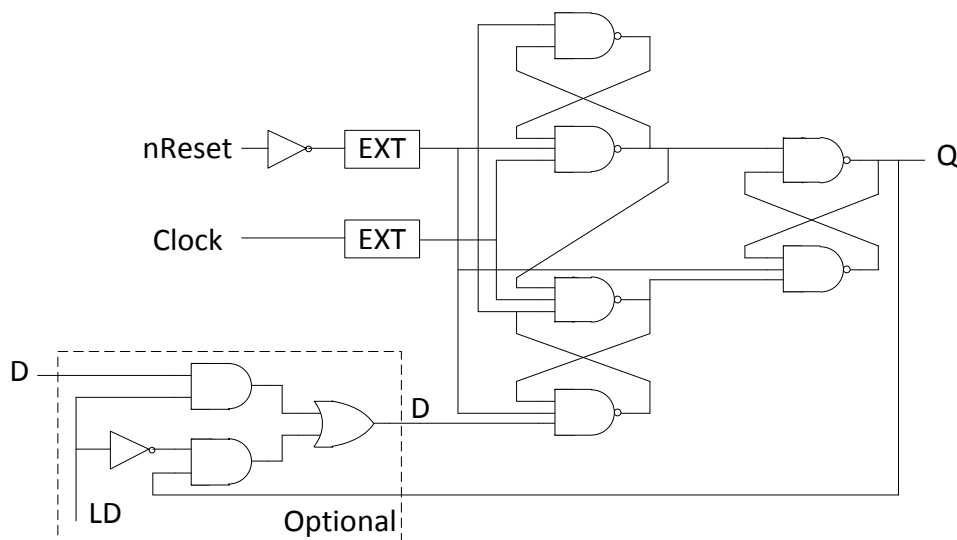 nReset
EXT
Q
Clock
EXT
D
D
LD
Optional